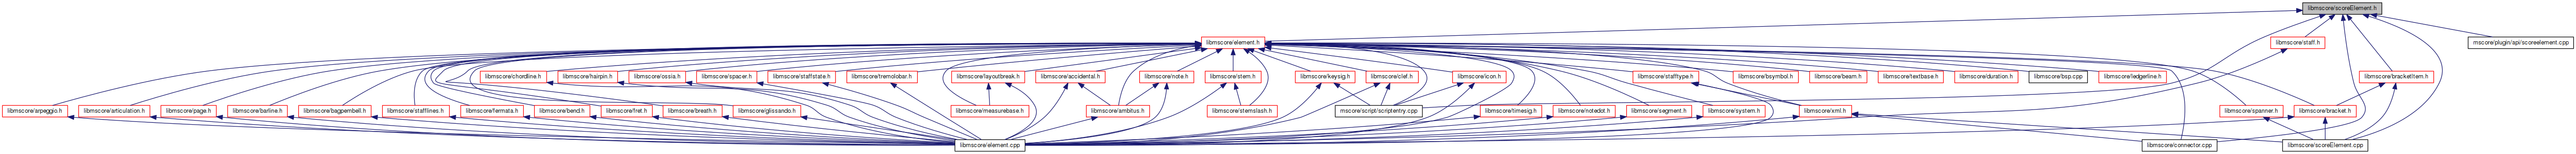 libmscore/scoreElement.h
libmscore/element.h
libmscore/staff.h
mscore/plugin/api/scoreelement.cpp
libmscore/chordline.h
libmscore/hairpin.h
libmscore/ossia.h
libmscore/spacer.h
libmscore/staffstate.h
libmscore/tremolobar.h
libmscore/layoutbreak.h
libmscore/accidental.h
libmscore/note.h
libmscore/stem.h
libmscore/keysig.h
libmscore/clef.h
libmscore/icon.h
libmscore/stafftype.h
libmscore/bsymbol.h
libmscore/beam.h
libmscore/textbase.h
libmscore/duration.h
libmscore/bsp.cpp
libmscore/ledgerline.h
libmscore/bracketItem.h
libmscore/arpeggio.h
libmscore/articulation.h
libmscore/page.h
libmscore/barline.h
libmscore/bagpembell.h
libmscore/stafflines.h
libmscore/fermata.h
libmscore/bend.h
libmscore/fret.h
libmscore/breath.h
libmscore/glissando.h
libmscore/measurebase.h
libmscore/ambitus.h
libmscore/stemslash.h
mscore/script/scriptentry.cpp
libmscore/timesig.h
libmscore/notedot.h
libmscore/segment.h
libmscore/system.h
libmscore/xml.h
libmscore/spanner.h
libmscore/bracket.h
libmscore/element.cpp
libmscore/connector.cpp
libmscore/scoreElement.cpp